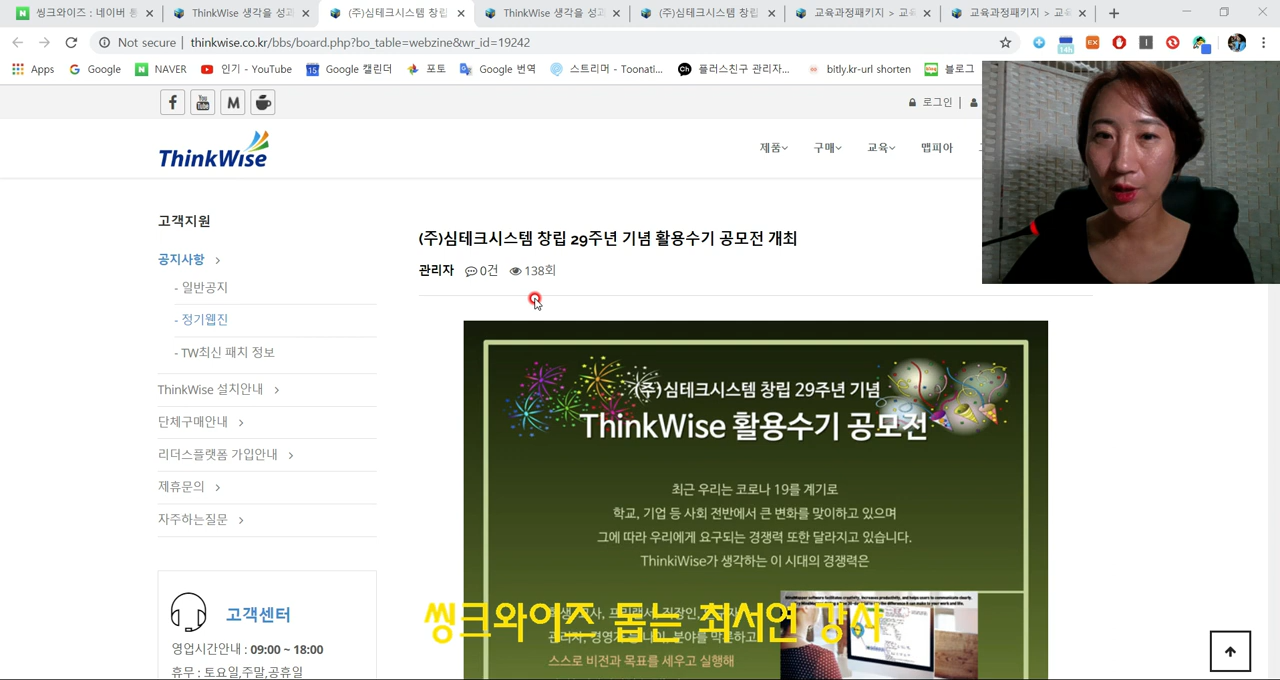 씽크와이즈 : 네이버 통
ThinkWise 생각을 성과
(주)심테크시스템 창립
ThinkWise 생각을 성과
(주)심테크시스템 창립
교육과정패키지 > 교육
교육과정패키지 > 교육
Not secure | thinkwise.co.kr/bbs/board.php?bo_table=webzine&wr_id=19242
Apps
Google
NAVER
인기 - YouTube
Google 캘린더
포토
Google 번역
스트리머 - Toonati...
플러스친구 관리자...
bitly.kr-url shorten
블로그
로그인 |
ThinkWise
제품
구매
교육
맵피아
고객지원
공지사항
- 일반공지
- 정기웹진
- TW최신 패치 정보
ThinkWise 설치안내
단체구매안내
리더스플랫폼 가입안내
제휴문의
자주하는질문
고객센터
영업시간안내 : 09:00 ~ 18:00
휴무 : 토요일,주말,공휴일
(주)심테크시스템 창립 29주년 기념 활용수기 공모전 개최
관리자 0건 138회
(주)심테크시스템 창립 29주년 기념
ThinkWise 활용수기 공모전
최근 우리는 코로나 19를 계기로
학교, 기업 등 사회 전반에서 큰 변화를 맞이하고 있으며
그에 따라 우리에게 요구되는 경쟁력 또한 달라지고 있습니다.
ThinkiWise가 생각하는 이 시대의 경쟁력은
씽크와이즈 돕는 최서연 강사
스스로 비전과 목표를 세우고 실행해